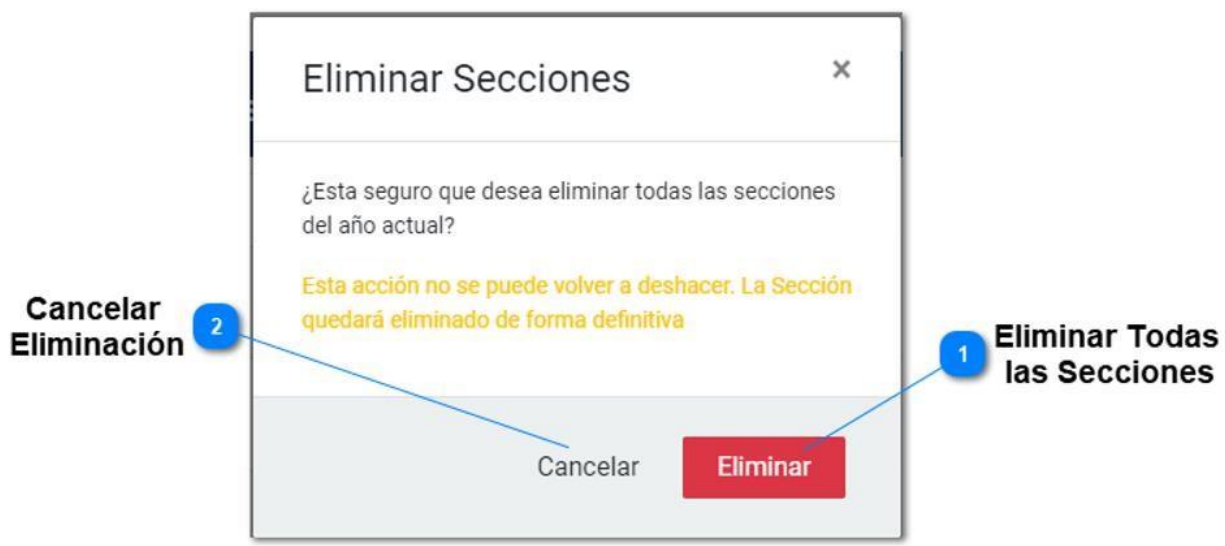 Eliminar Secciones
×
¿Esta seguro que desea eliminar todas las secciones
del año actual?
Esta acción no se puede volver a deshacer. La Sección
quedará eliminado de forma definitiva
Cancelar
Eliminación
2
1
Eliminar Todas
las Secciones
Cancelar
Eliminar